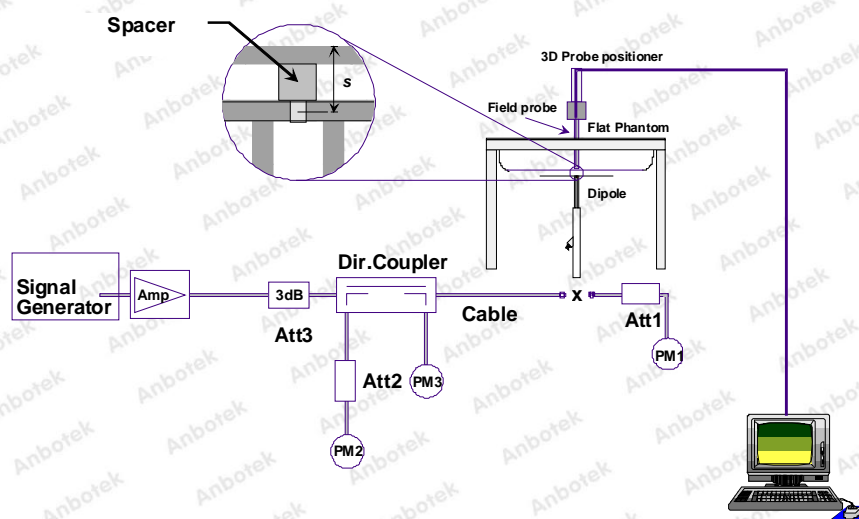 Spacer
s
3D Probe positioner
Field probe
Flat Phantom
Dipole
Dir.Coupler
Signal
Generator
Amp
3dB
Att3
Cable
X
Att1
PM1
Att2
PM3
PM2
Anbotek